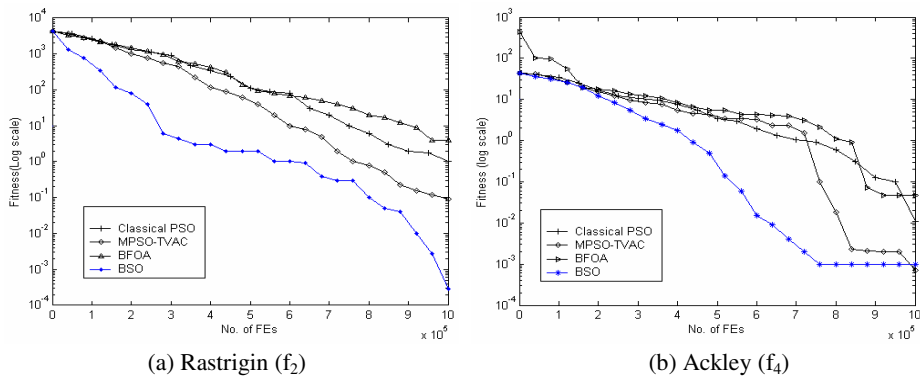 10^4
10^3
10^2
10^1
10^0
10^-1
10^-2
10^-3
10^-4
Fitness(Log scale)
Classical PSO
MPSO-TVAC
BFOA
BSO
0 1 2 3 4 5 6 7 8 9 10
No. of FEs
× 10^5
(a) Rastrigin (f₂)
10^3
10^2
10^1
10^0
10^-1
10^-2
10^-3
10^-4
Fitness (log scale)
Classical PSO
MPSO-TVAC
BFOA
BSO
0 1 2 3 4 5 6 7 8 9 10
No. of FEs
× 10^5
(b) Ackley (f₄)